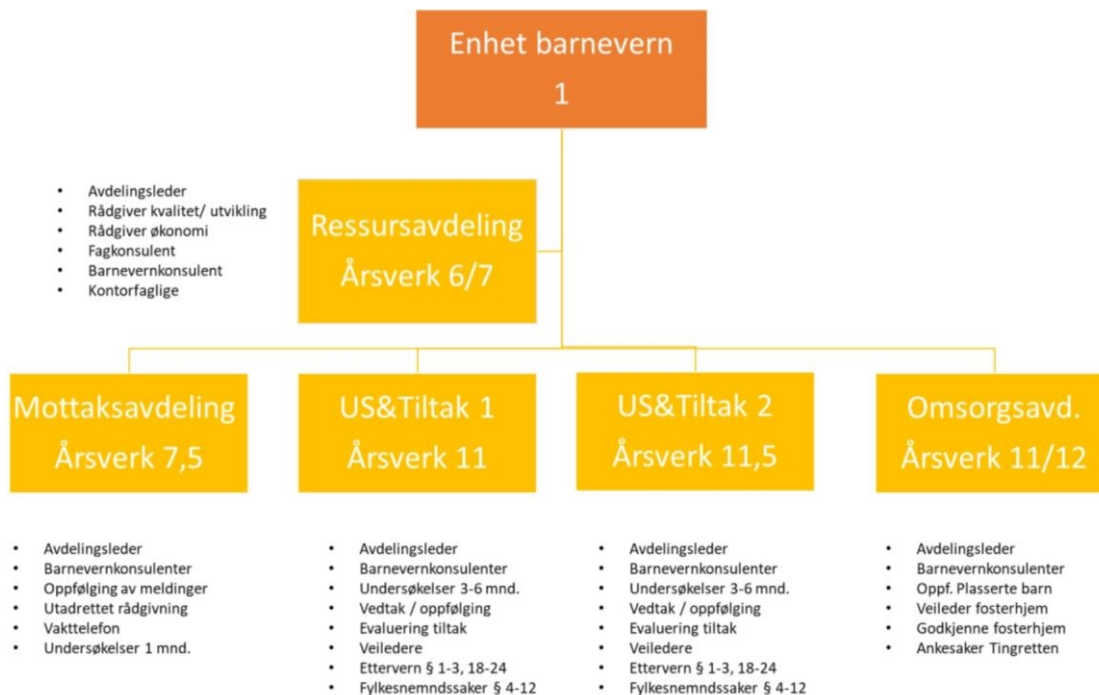 Enhet barnevern
1
• Avdelingsleder
• Rådgiver kvalitet/ utvikling
• Rådgiver økonomi
• Fagkonsulent
• Barnevernkonsulent
• Kontorfaglige
Ressursavdeling
Årsverk 6/7
Mottaksavdeling
Årsverk 7,5
• Avdelingsleder
• Barnevernkonsulenter
• Oppfølging av meldinger
• Utadrettet rådgivning
• Vakttelefon
• Undersøkelser 1 mnd.
US&Tiltak 1
Årsverk 11
• Avdelingsleder
• Barnevernkonsulenter
• Undersøkelser 3-6 mnd.
• Vedtak / oppfølging
• Evaluering tiltak
• Veiledere
• Ettervern § 1-3, 18-24
• Fylkesnemndssaker § 4-12
US&Tiltak 2
Årsverk 11,5
• Avdelingsleder
• Barnevernkonsulenter
• Undersøkelser 3-6 mnd.
• Vedtak / oppfølging
• Evaluering tiltak
• Veiledere
• Ettervern § 1-3, 18-24
• Fylkesnemndssaker § 4-12
Omsorgsavd.
Årsverk 11/12
• Avdelingsleder
• Barnevernkonsulenter
• Oppf. Plasserte barn
• Veileder fosterhjem
• Godkjenne fosterhjem
• Ankesaker Tingretten